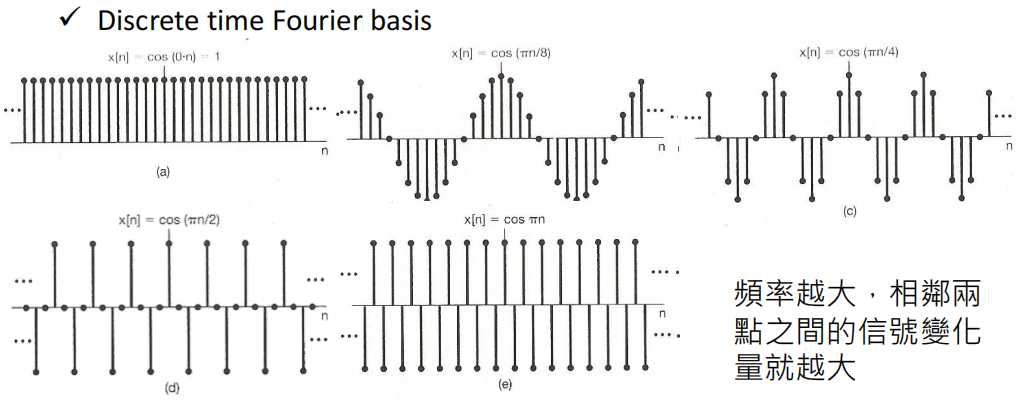 ✓ Discrete time Fourier basis
x[n] = cos (0·n) = 1
n
(a)
x[n] = cos (πn/8)
n
x[n] = cos (πn/4)
n
(c)
x[n] = cos (πn/2)
n
(d)
x[n] = cos πn
n
(e)
頻率越大，相鄰兩
點之間的信號變化
量就越大